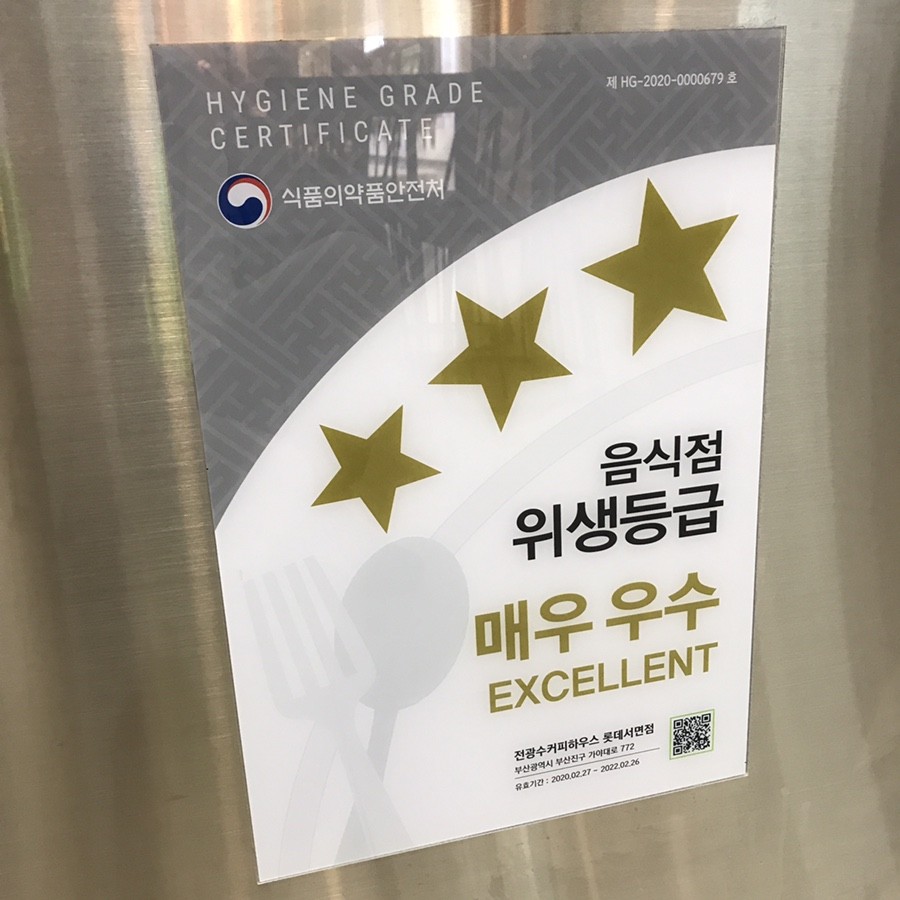 HYGIENE GRADE
CERTIFICATE
제 HG-2020-0000679 호
식품의약품안전처
음식점
위생등급
매우 우수
EXCELLENT
전광수커피하우스 롯데서면점
부산광역시 부산진구 가야대로 772
유효기간 : 2020.02.27 ~ 2022.02.26